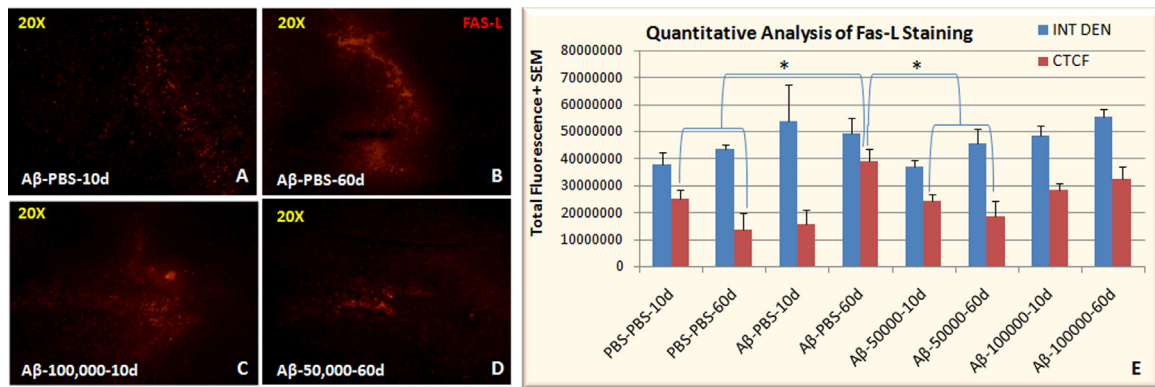 20X
Aβ-PBS-10d
A
20X
FAS-L
Aβ-PBS-60d
B
20X
Aβ-100,000-10d
C
20X
Aβ-50,000-60d
D
Quantitative Analysis of Fas-L Staining
INT DEN
CTCF
Total Fluorescence+ SEM
80000000
70000000
60000000
50000000
40000000
30000000
20000000
10000000
0
*
*
PBS-PBS-10d
PBS-PBS-60d
Aβ-PBS-10d
Aβ-PBS-60d
Aβ-50000-10d
Aβ-50000-60d
Aβ-100000-10d
Aβ-100000-60d
E